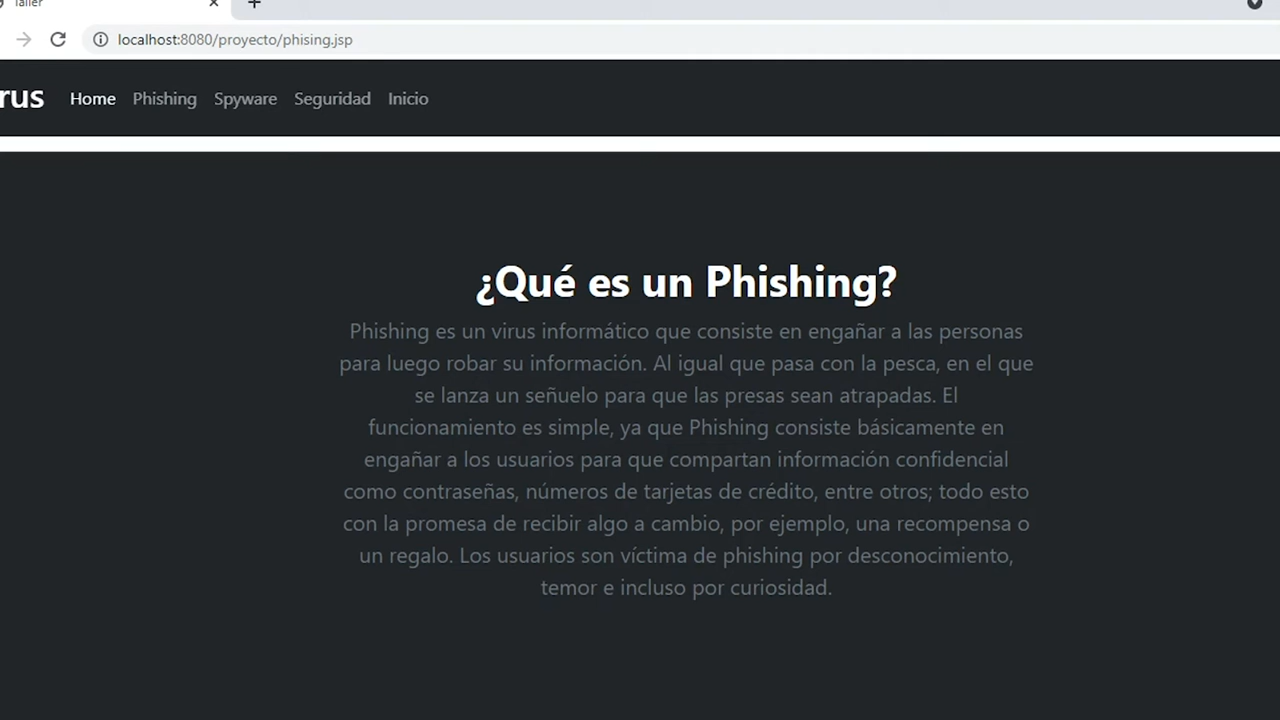 Taller
localhost:8080/proyecto/phising.jsp
rus Home Phishing Spyware Seguridad Inicio
¿Qué es un Phishing?
Phishing es un virus informático que consiste en engañar a las personas
para luego robar su información. Al igual que pasa con la pesca, en el que
se lanza un señuelo para que las presas sean atrapadas. El
funcionamiento es simple, ya que Phishing consiste básicamente en
engañar a los usuarios para que compartan información confidencial
como contraseñas, números de tarjetas de crédito, entre otros; todo esto
con la promesa de recibir algo a cambio, por ejemplo, una recompensa o
un regalo. Los usuarios son víctima de phishing por desconocimiento,
temor e incluso por curiosidad.